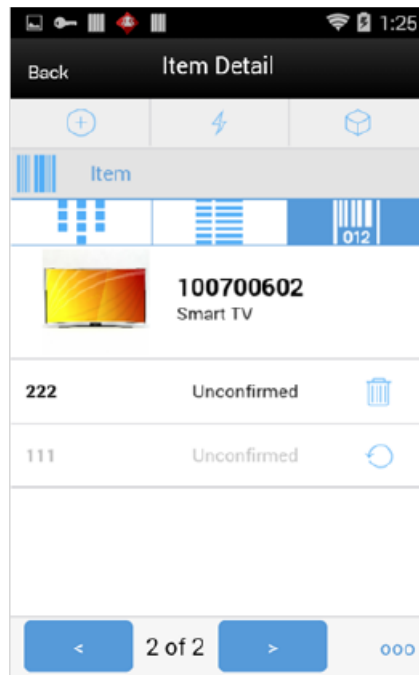 1:25
Back Item Detail
Item
012
100700602
Smart TV
222 Unconfirmed
111 Unconfirmed
< 2 of 2 > ooo